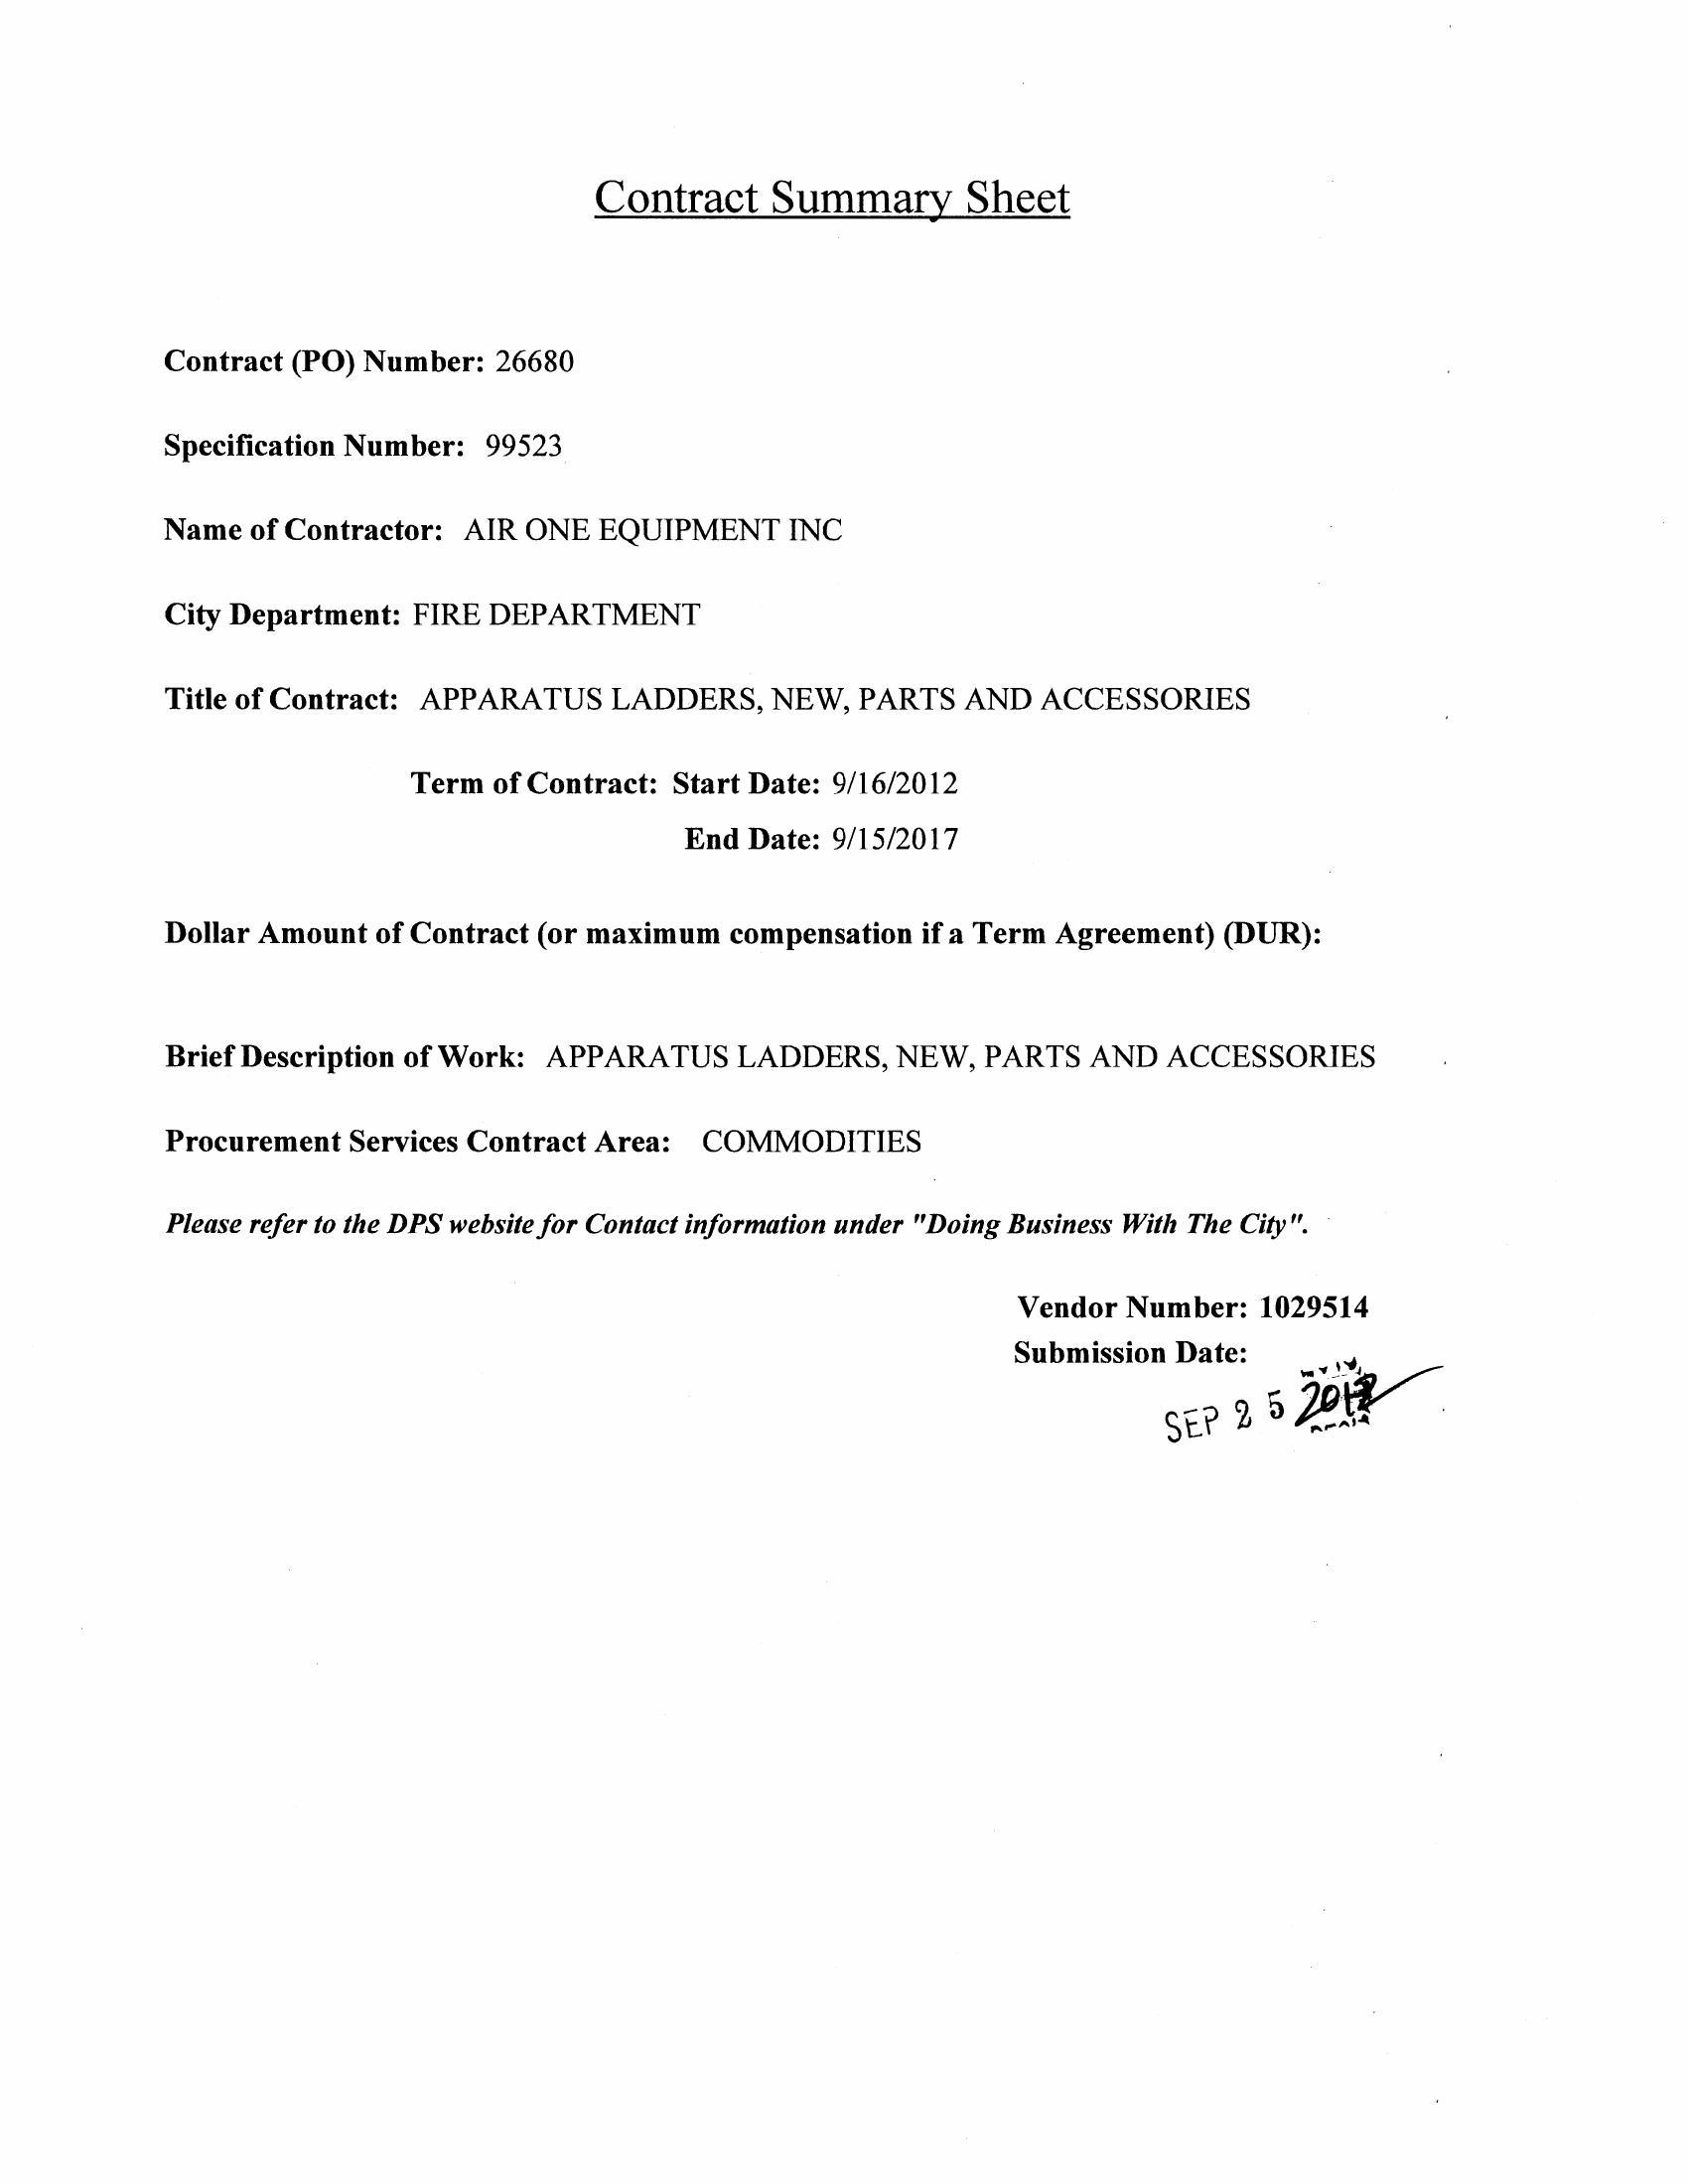 Contract Summary Sheet
Contract (PO) Number: 26680
Specification Number: 99523
Name of Contractor: AIR ONE EQUIPMENT INC
City Department: FIRE DEPARTMENT
Title of Contract: APPARATUS LADDERS, NEW, PARTS AND ACCESSORIES
Term of Contract: Start Date: 9/16/2012
End Date: 9/15/2017
Dollar Amount of Contract (or maximum compensation if a Term Agreement) (DUR):
Brief Description of Work: APPARATUS LADDERS, NEW, PARTS AND ACCESSORIES
Procurement Services Contract Area: COMMODITIES
Please refer to the DPS website for Contact information under "Doing Business With The City".
Vendor Number: 1029514
Submission Date:
SEP 25